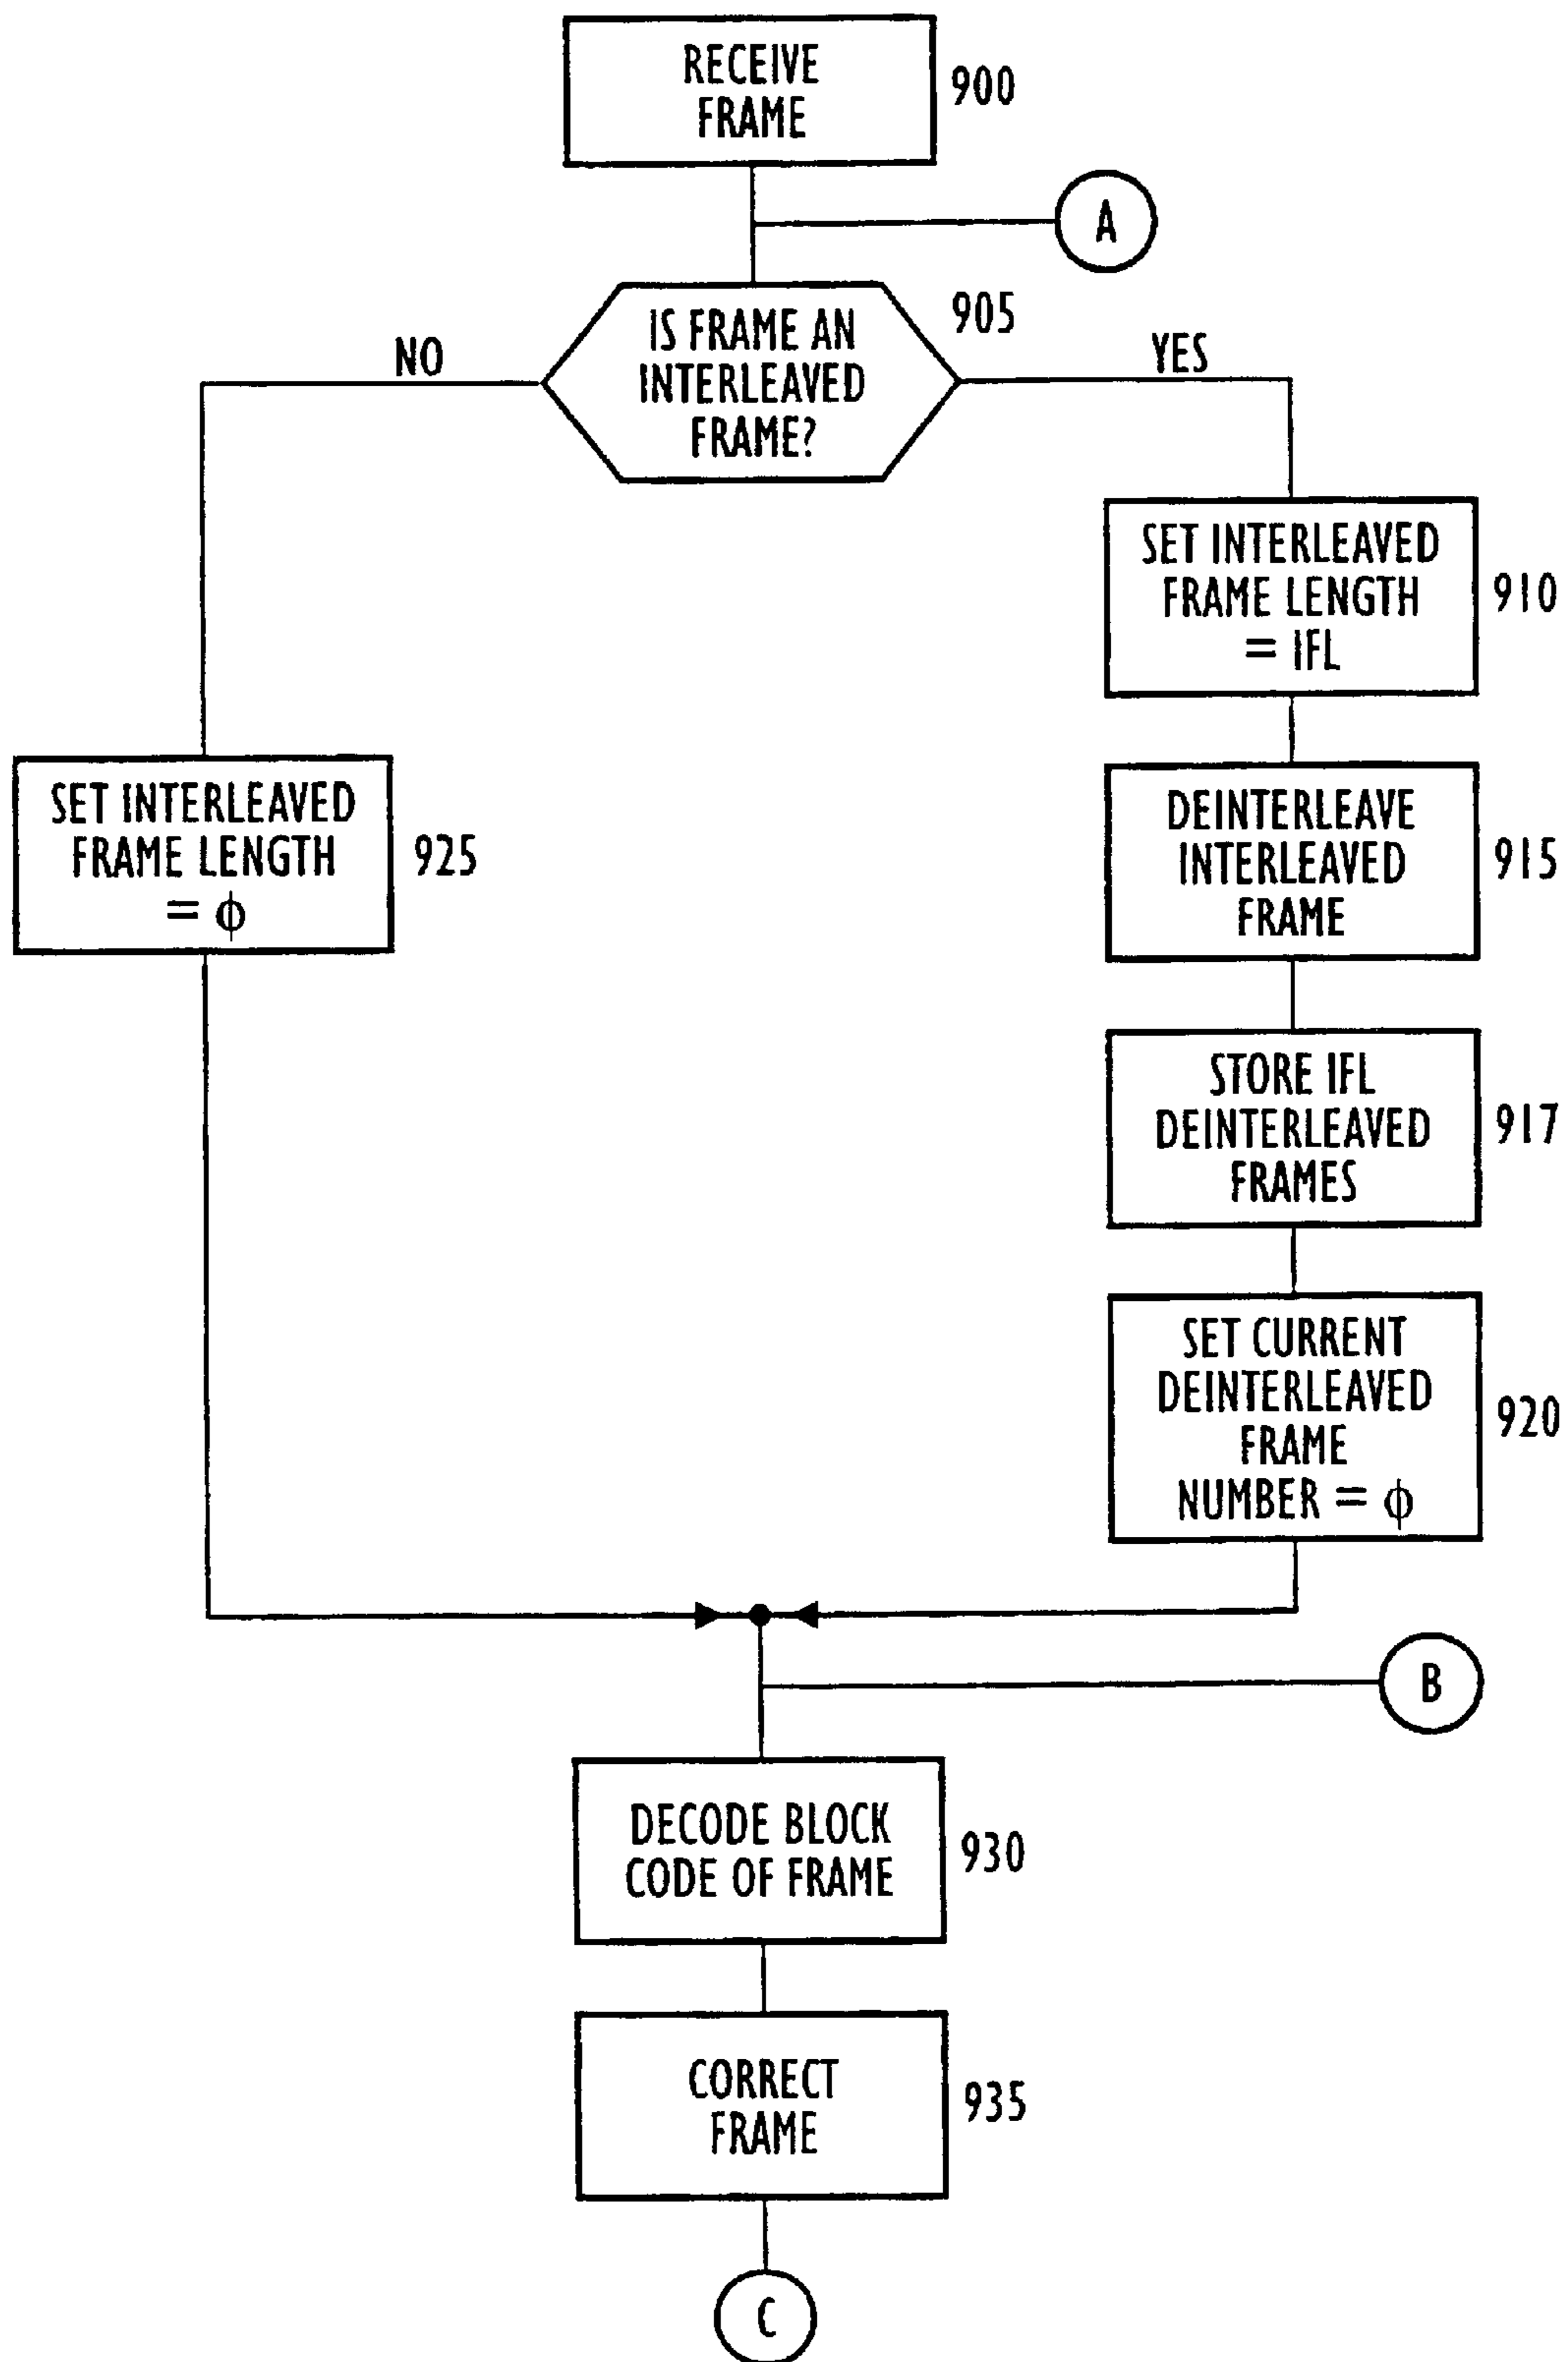 RECEIVE
FRAME
900
A
905
IS FRAME AN
INTERLEAVED
FRAME?
NO
YES
SET INTERLEAVED
FRAME LENGTH
= IFL
910
DEINTERLEAVE
INTERLEAVED
FRAME
915
SET INTERLEAVED
FRAME LENGTH
= ϕ
925
STORE IFL
DEINTERLEAVED
FRAMES
917
SET CURRENT
DEINTERLEAVED
FRAME
NUMBER = ϕ
920
B
DECODE BLOCK
CODE OF FRAME
930
CORRECT
FRAME
935
C